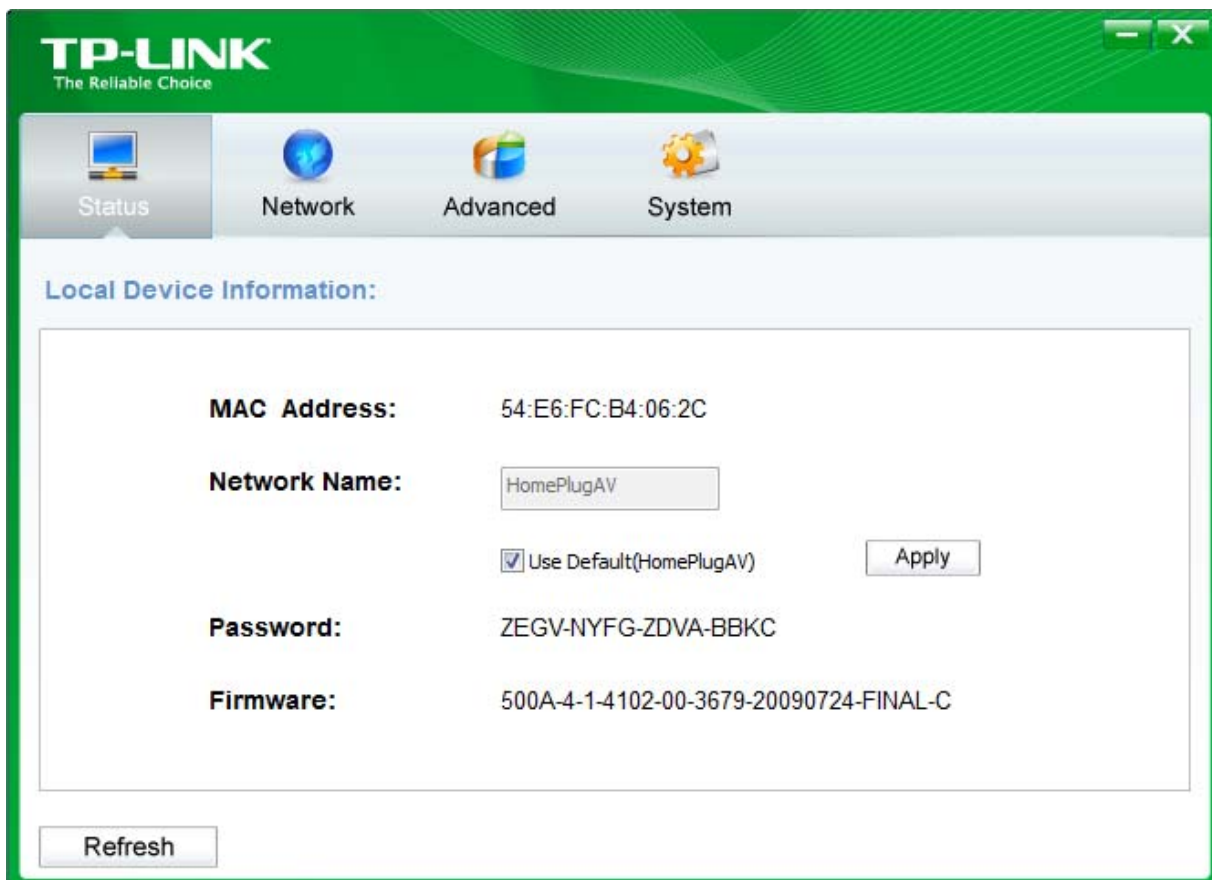 TP-LINK
The Reliable Choice
Status
Network
Advanced
System
Local Device Information:
MAC Address: 54:E6:FC:B4:06:2C
Network Name: HomePlugAV
Use Default(HomePlugAV) Apply
Password: ZEGV-NYFG-ZDVA-BBKC
Firmware: 500A-4-1-4102-00-3679-20090724-FINAL-C
Refresh